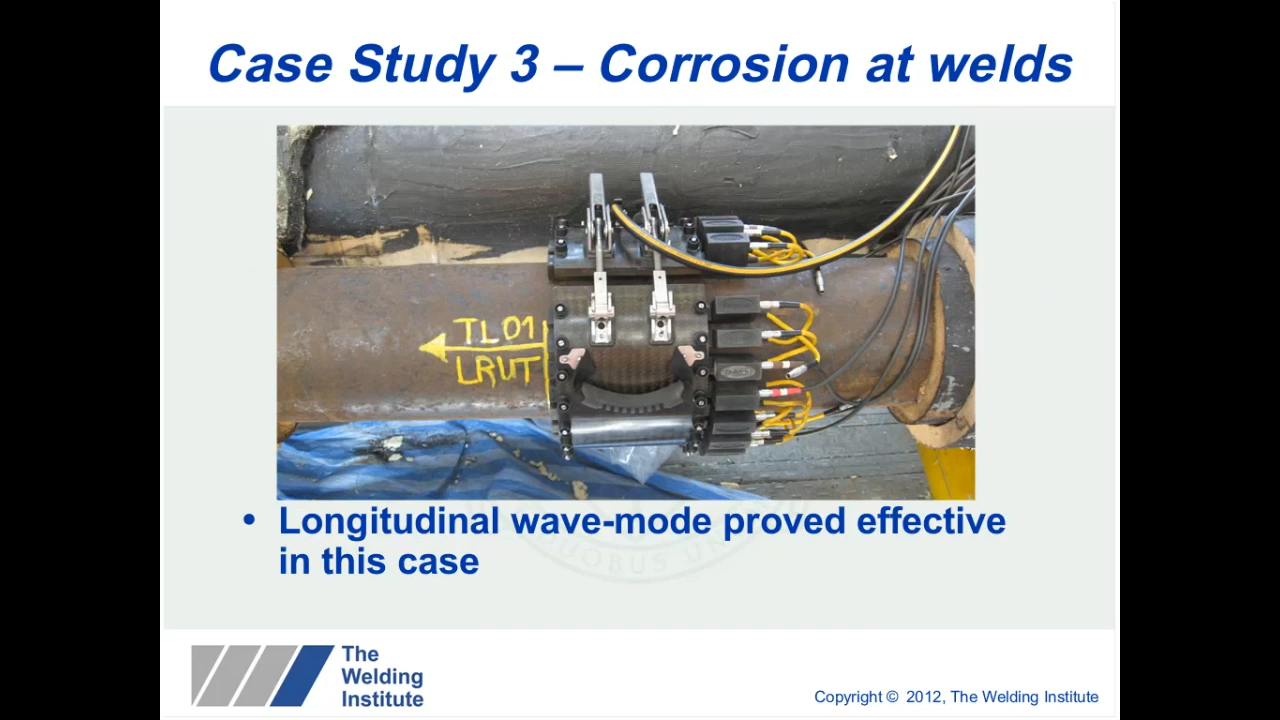 Case Study 3 – Corrosion at welds
TL01
LRUT
• Longitudinal wave-mode proved effective
in this case
The
Welding
Institute
Copyright © 2012, The Welding Institute